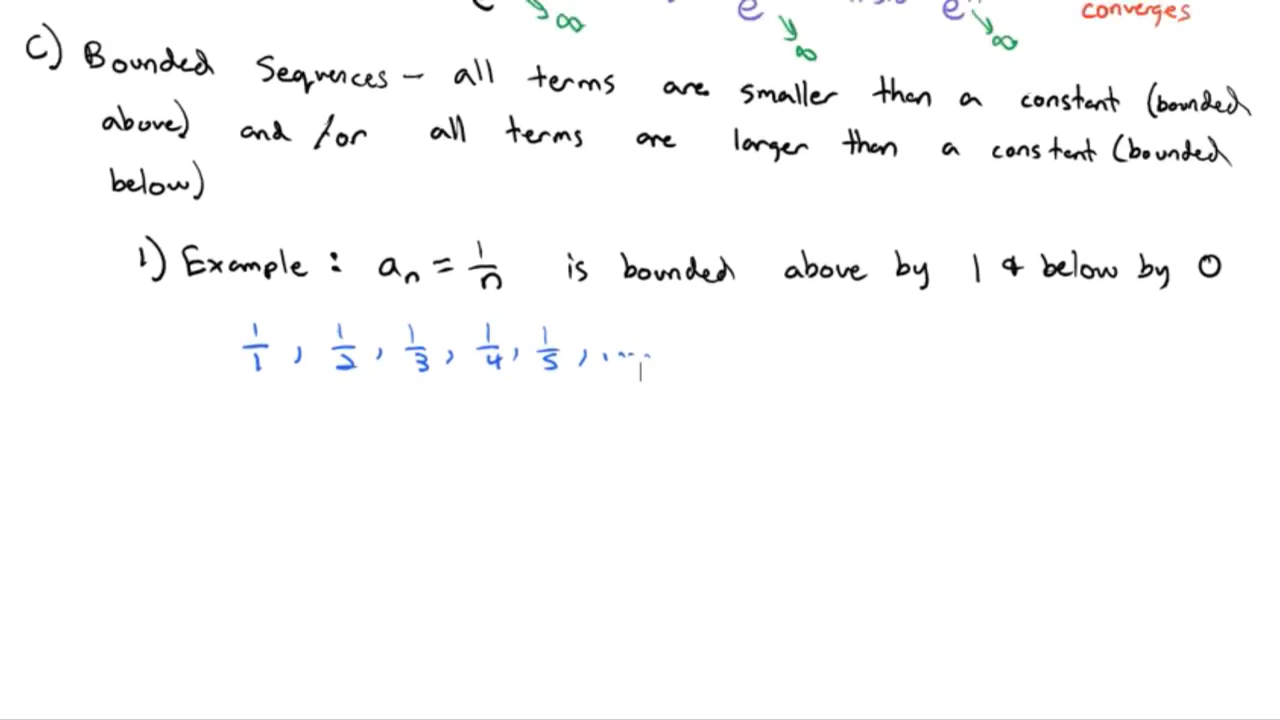 ∞ e ∞ e ∞ converges
C) Bounded Sequences – all terms are smaller than a constant (bounded
above) and/or all terms are larger than a constant (bounded
below)
1) Example: aₙ = 1/n is bounded above by 1 & below by 0
1/1, 1/2, 1/3, 1/4, 1/5, ....